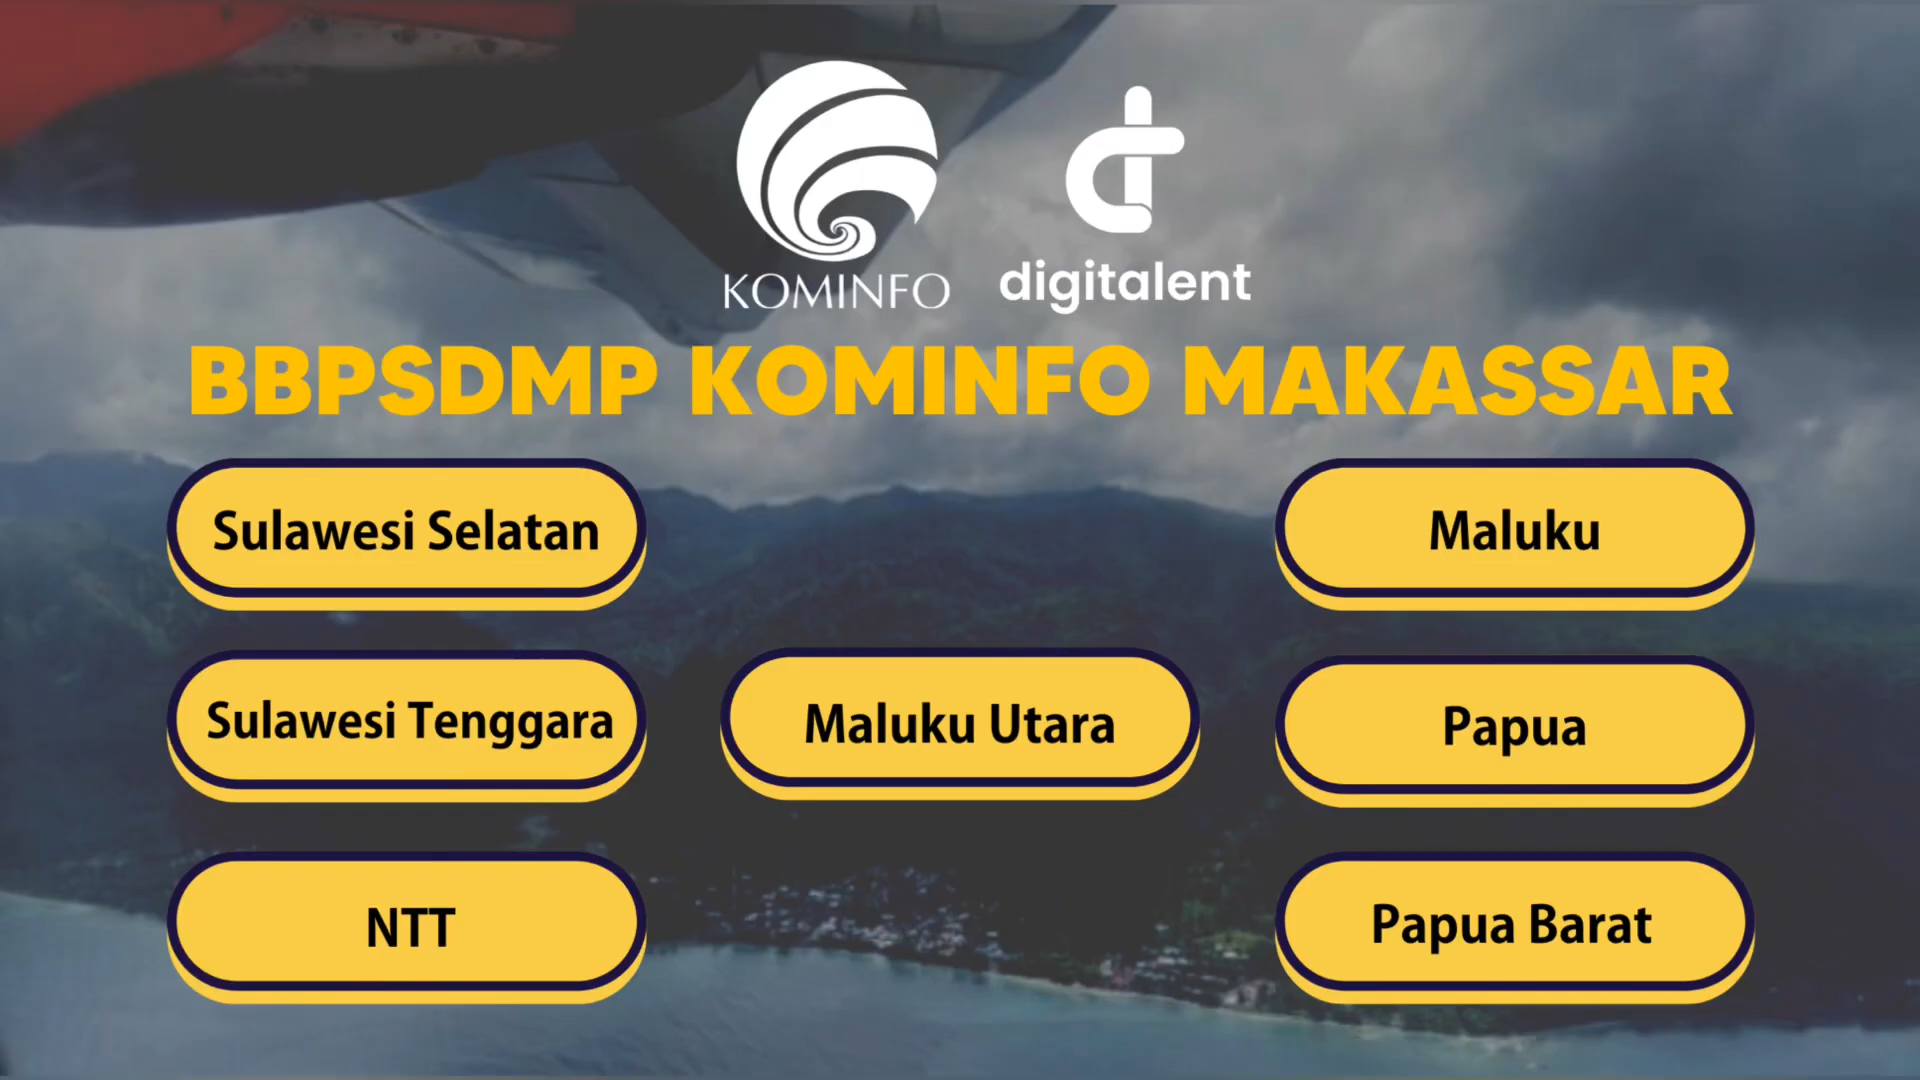 KOMINFO
digitalent
BBPSDMP KOMINFO MAKASSAR
Sulawesi Selatan
Maluku
Sulawesi Tenggara
Maluku Utara
Papua
NTT
Papua Barat